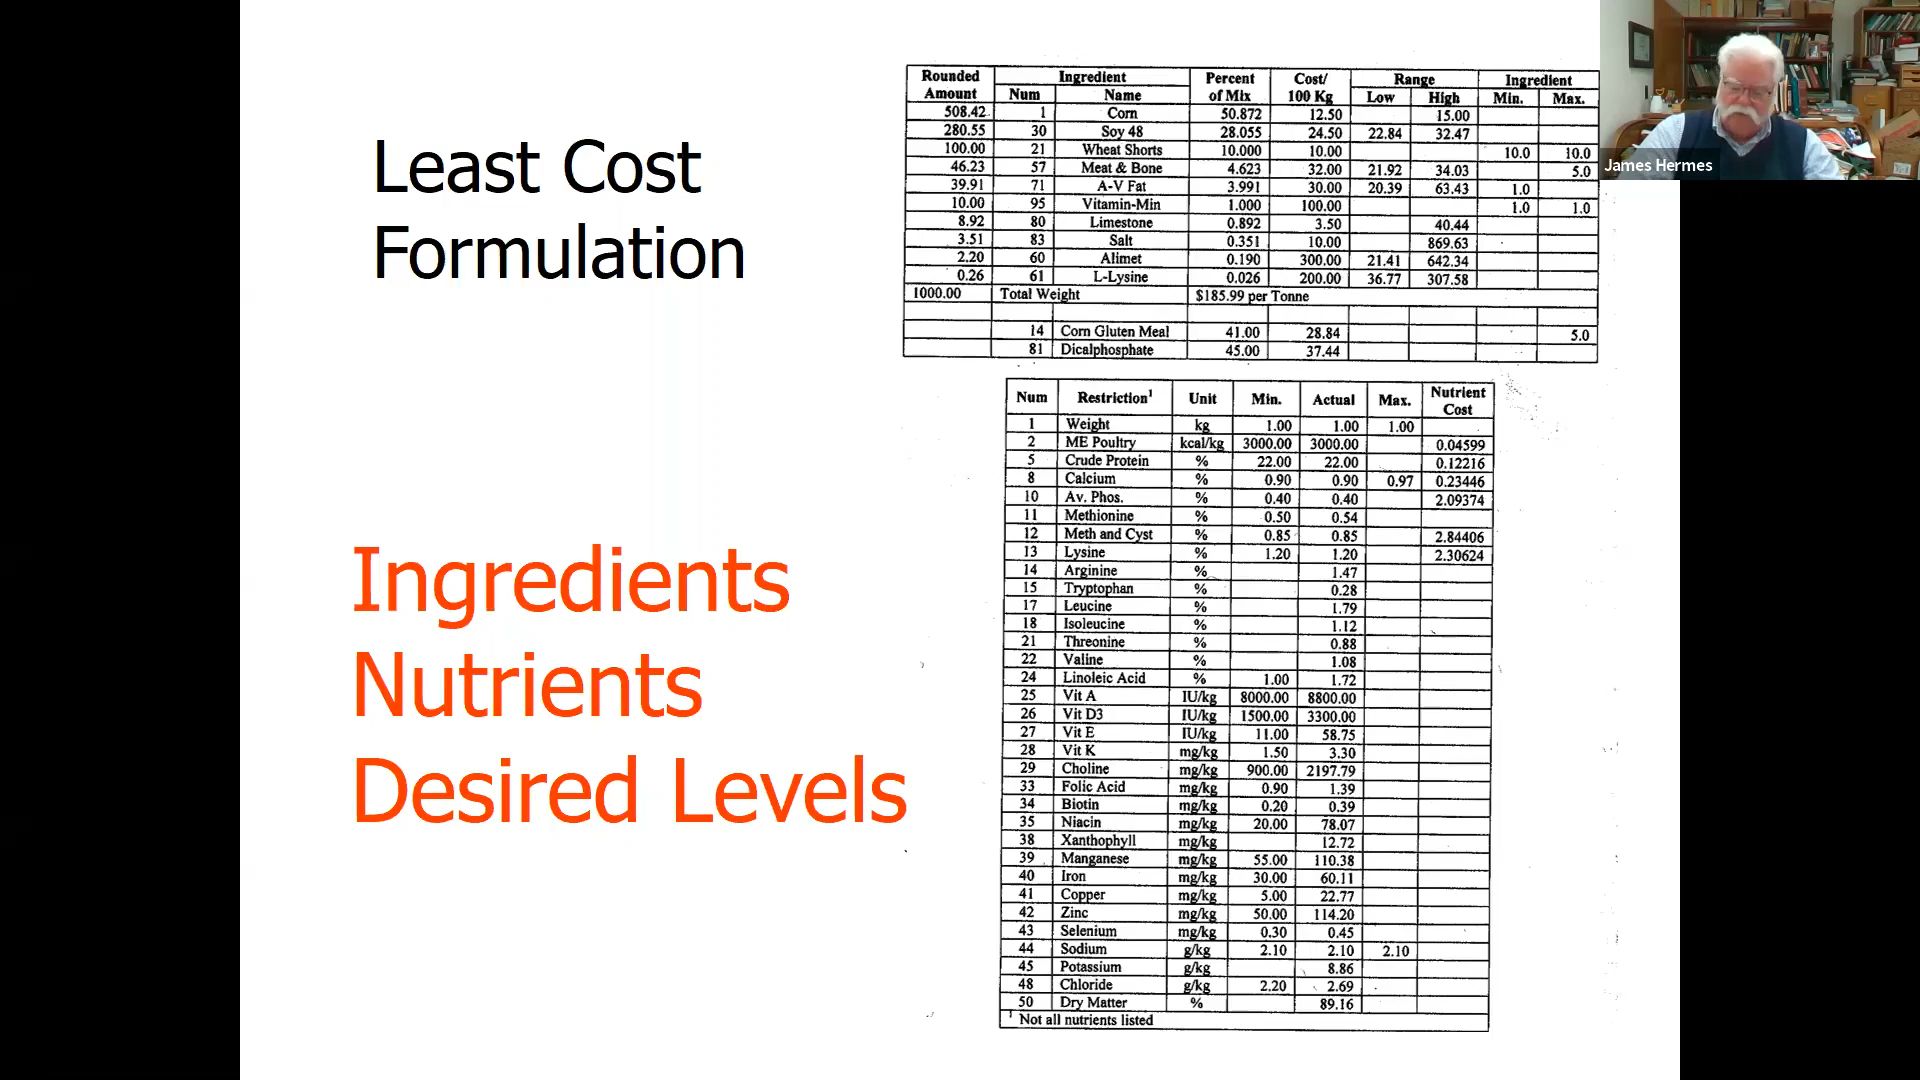 Least Cost
Formulation
Ingredients
Nutrients
Desired Levels
Rounded Amount Ingredient Num Name Percent of Mix Cost/ 100 Kg Range Low High Ingredient Min. Max.
508.42 1 Corn 50.872 12.50 15.00
280.55 30 Soy 48 28.055 24.50 22.84 32.47
100.00 21 Wheat Shorts 10.000 10.00 10.0 10.0
46.23 57 Meat & Bone 4.623 32.00 21.92 34.03 5.0
39.91 71 A-V Fat 3.991 30.00 20.39 63.43 1.0
10.00 95 Vitamin-Min 1.000 100.00 1.0 1.0
8.92 80 Limestone 0.892 3.50 40.44
3.51 83 Salt 0.351 10.00 869.63
2.20 60 Alimet 0.190 300.00 21.41 642.34
0.26 61 L-Lysine 0.026 200.00 36.77 307.58
1000.00 Total Weight $185.99 per Tonne
14 Corn Gluten Meal 41.00 28.84 5.0
81 Dicalphosphate 45.00 37.44
Num Restriction¹ Unit Min. Actual Max. Nutrient Cost
1 Weight kg 1.00 1.00 1.00
2 ME Poultry kcal/kg 3000.00 3000.00 0.04599
5 Crude Protein % 22.00 22.00 0.12216
8 Calcium % 0.90 0.90 0.97 0.23446
10 Av. Phos. % 0.40 0.40 2.09374
11 Methionine % 0.50 0.54
12 Meth and Cyst % 0.85 0.85 2.84406
13 Lysine % 1.20 1.20 2.30624
14 Arginine % 1.47
15 Tryptophan % 0.28
17 Leucine % 1.79
18 Isoleucine % 1.12
21 Threonine % 0.88
22 Valine % 1.08
24 Linoleic Acid % 1.00 1.72
25 Vit A IU/kg 8000.00 8800.00
26 Vit D3 IU/kg 1500.00 3300.00
27 Vit E IU/kg 11.00 58.75
28 Vit K mg/kg 1.50 3.30
29 Choline mg/kg 900.00 2197.79
33 Folic Acid mg/kg 0.90 1.39
34 Biotin mg/kg 0.20 0.39
35 Niacin mg/kg 20.00 78.07
38 Xanthophyll mg/kg 12.72
39 Manganese mg/kg 55.00 110.38
40 Iron mg/kg 30.00 60.11
41 Copper mg/kg 5.00 22.77
42 Zinc mg/kg 50.00 114.20
43 Selenium mg/kg 0.30 0.45
44 Sodium g/kg 2.10 2.10 2.10
45 Potassium g/kg 8.86
48 Chloride g/kg 2.20 2.69
50 Dry Matter % 89.16
¹ Not all nutrients listed
James Hermes